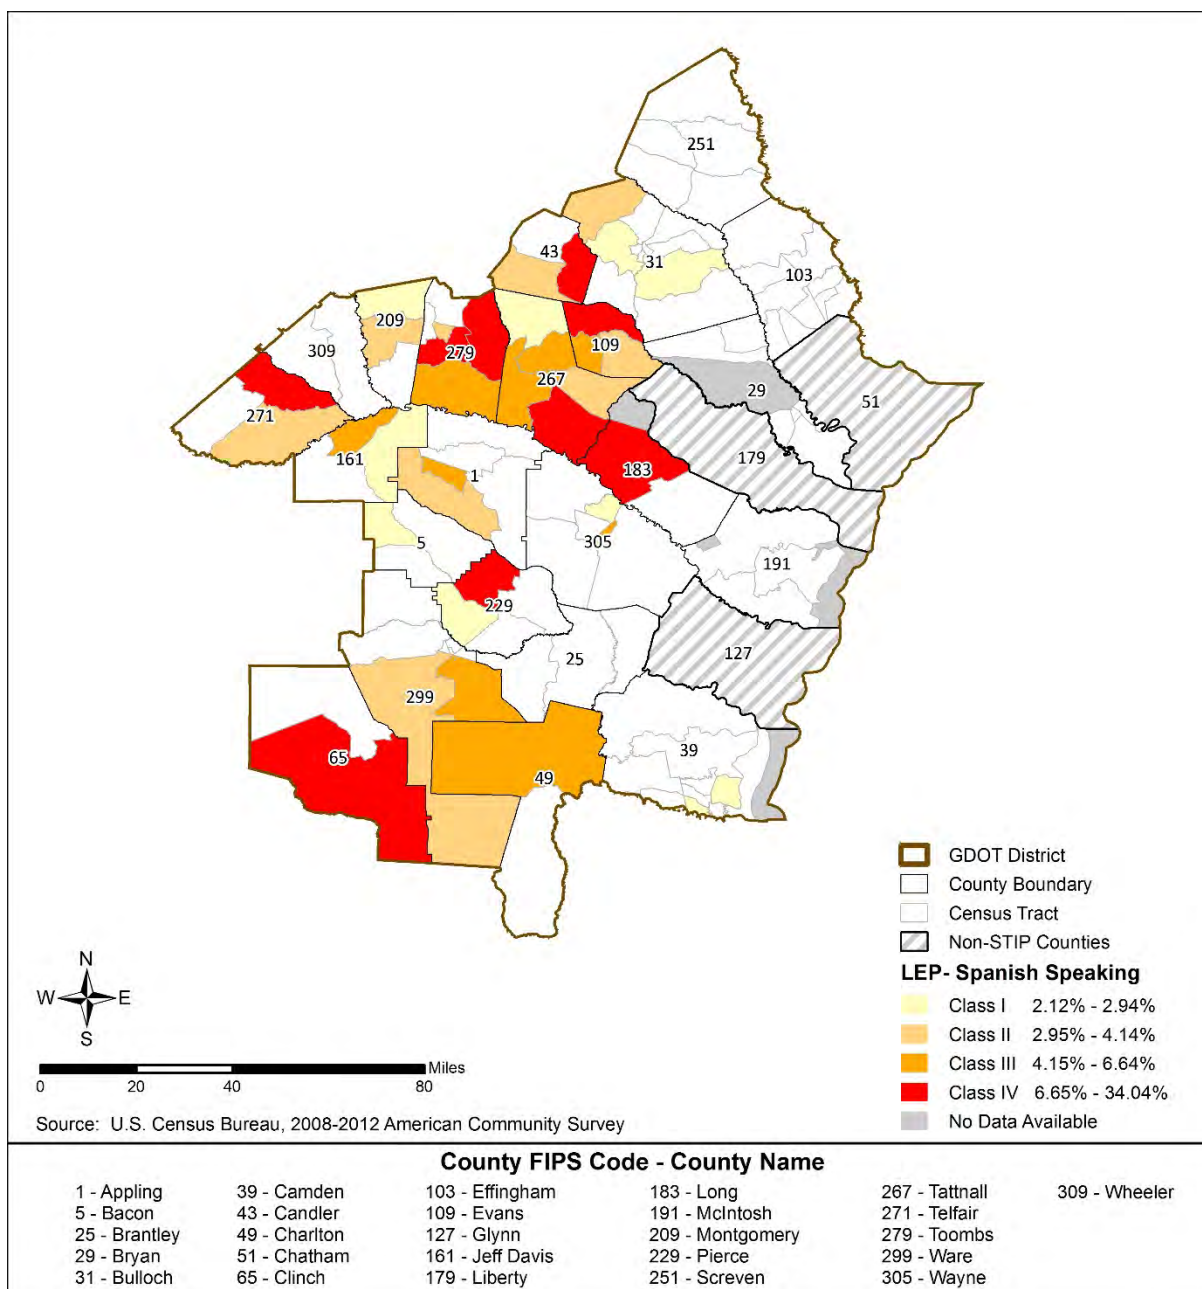 251
43
31
103
209
309
279
109
267
29
51
271
161
183
179
1
305
5
191
229
25
127
299
39
65
49
GDOT District
County Boundary
Census Tract
Non-STIP Counties
LEP- Spanish Speaking
Class I 2.12% - 2.94%
Class II 2.95% - 4.14%
Class III 4.15% - 6.64%
Class IV 6.65% - 34.04%
No Data Available
N
W E
S
Miles
0 20 40 80
Source: U.S. Census Bureau, 2008-2012 American Community Survey
County FIPS Code - County Name
1 - Appling 39 - Camden 103 - Effingham 183 - Long 267 - Tattnall 309 - Wheeler
5 - Bacon 43 - Candler 109 - Evans 191 - McIntosh 271 - Telfair
25 - Brantley 49 - Charlton 127 - Glynn 209 - Montgomery 279 - Toombs
29 - Bryan 51 - Chatham 161 - Jeff Davis 229 - Pierce 299 - Ware
31 - Bulloch 65 - Clinch 179 - Liberty 251 - Screven 305 - Wayne